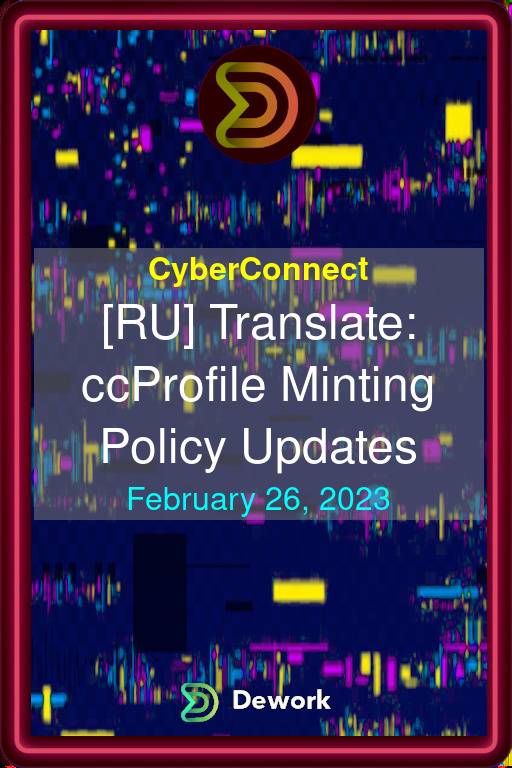 CyberConnect
[RU] Translate:
ccProfile Minting
Policy Updates
February 26, 2023
Dework